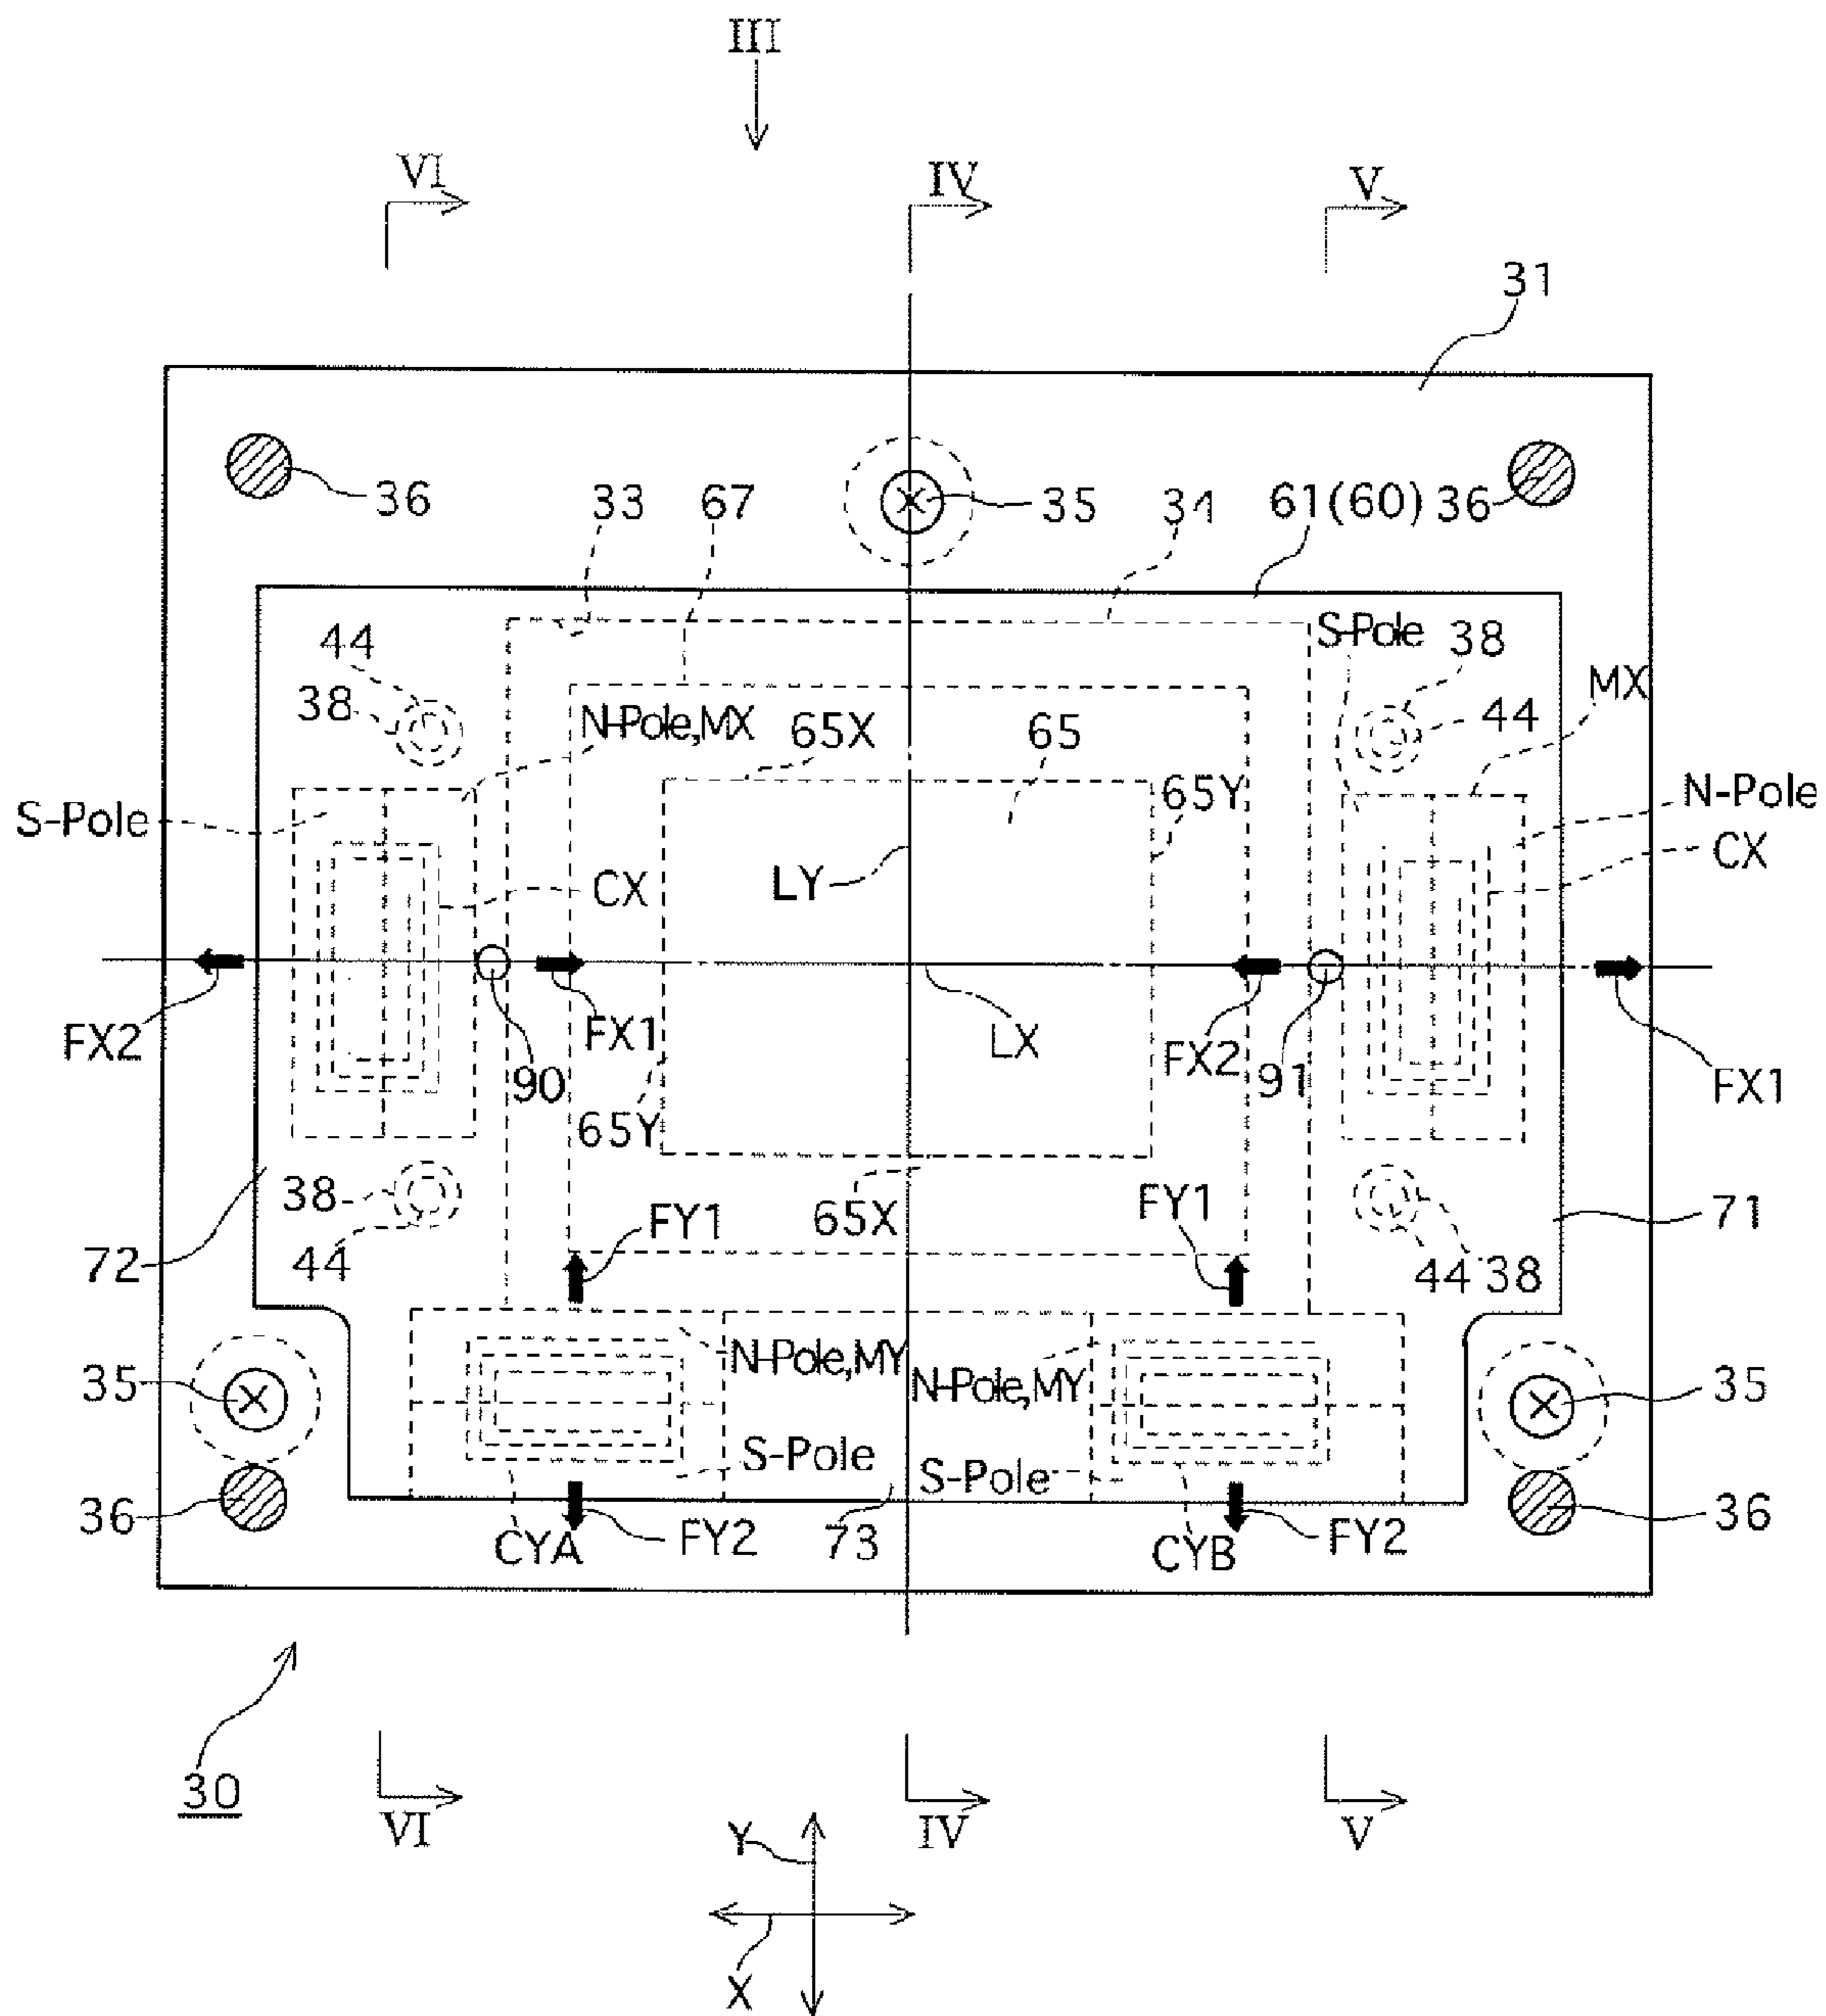 III
VI IV V
31
36 33 67 35 34 61(60) 36
44 S-Pole 38
38 N-Pole,MX 65X 65 44 MX
S-Pole 65Y N-Pole
CX LY CX
FX2 FX1 LX FX2 91 FX1
90
65Y
38 FY1 65X FY1 71
72 44 44 38
N-Pole,MY N-Pole,MY
35 35
S-Pole S-Pole
36 36
CYA FY2 73 CYB FY2
30
VI IV V
Y
X